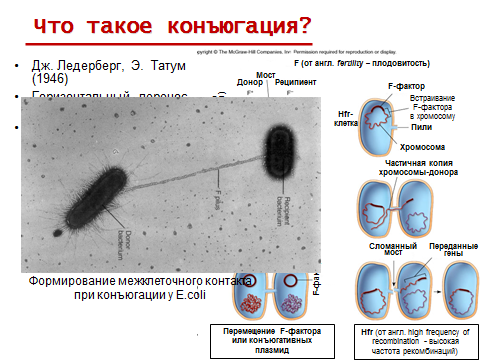 Что такое конъюгация?
pyright © The McGraw-Hill Companies, Inc. Permission required for reproduction or display.
• Дж. Ледерберг, Э. Татум
(1946)
Горизонтальный перенос
F (от англ. fertility – плодовитость)
Мост
Донор Реципиент
F⁺ F⁻
F-фактор
Встраивание
F-фактора
в хромосому
Hfr-
клетка
Пили
Хромосома
Частичная копия
хромосомы-донора
F pilus
Recipient
bacterium
Donor
bacterium
Сломанный
мост
Переданные
гены
Формирование межклеточного контакта
при конъюгации у E.coli
Перемещение F-фактора
или конъюгативных
плазмид
Hfr (от англ. high frequency of
recombination - высокая
частота рекомбинаций)